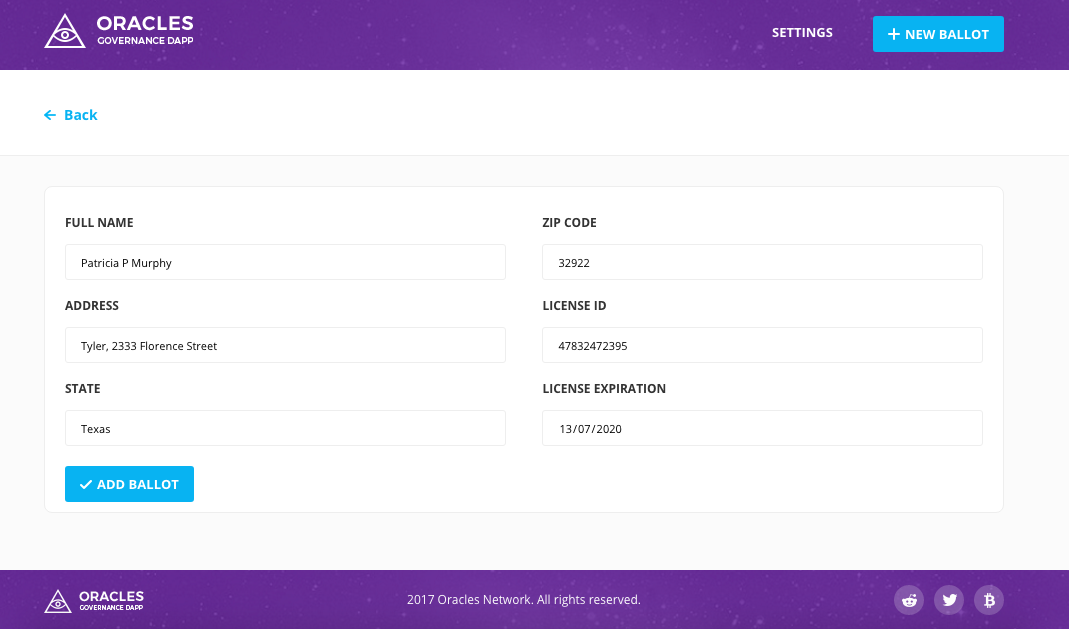 ORACLES
GOVERNANCE DAPP
SETTINGS
NEW BALLOT
Back
FULL NAME
Patricia P Murphy
ZIP CODE
32922
ADDRESS
Tyler, 2333 Florence Street
LICENSE ID
47832472395
STATE
Texas
LICENSE EXPIRATION
13/07/2020
ADD BALLOT
ORACLES
GOVERNANCE DAPP
2017 Oracles Network. All rights reserved.